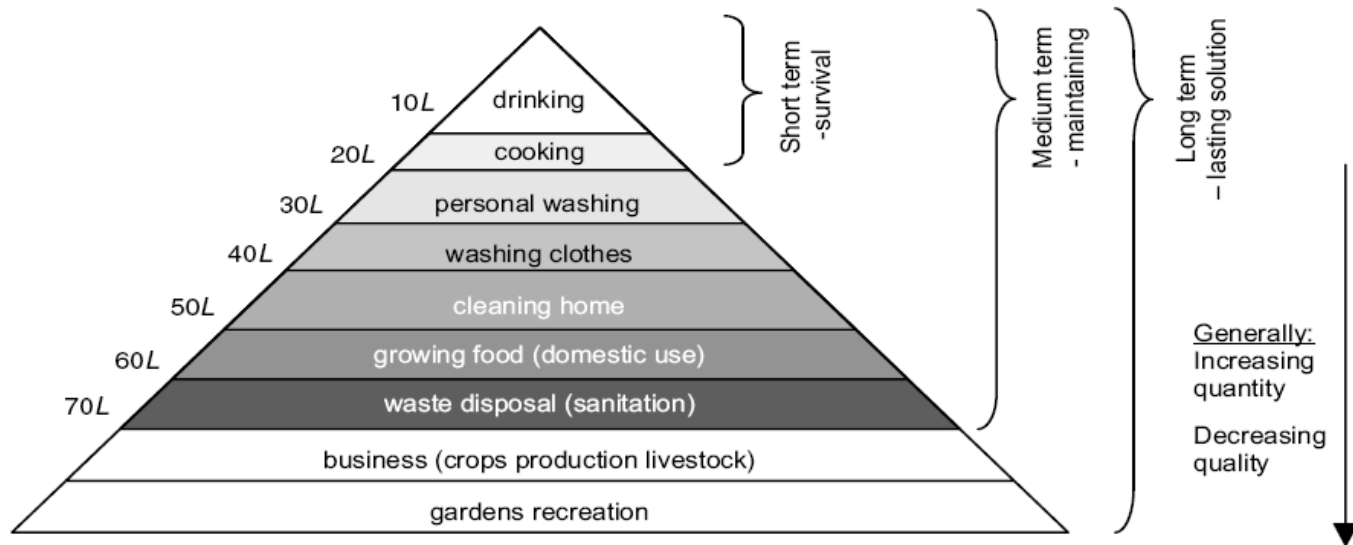 10L
drinking
20L
cooking
30L
personal washing
40L
washing clothes
50L
cleaning home
60L
growing food (domestic use)
70L
waste disposal (sanitation)
business (crops production livestock)
gardens recreation
Short term
-survival
Medium term
- maintaining
Long term
– lasting solution
Generally:
Increasing
quantity
Decreasing
quality